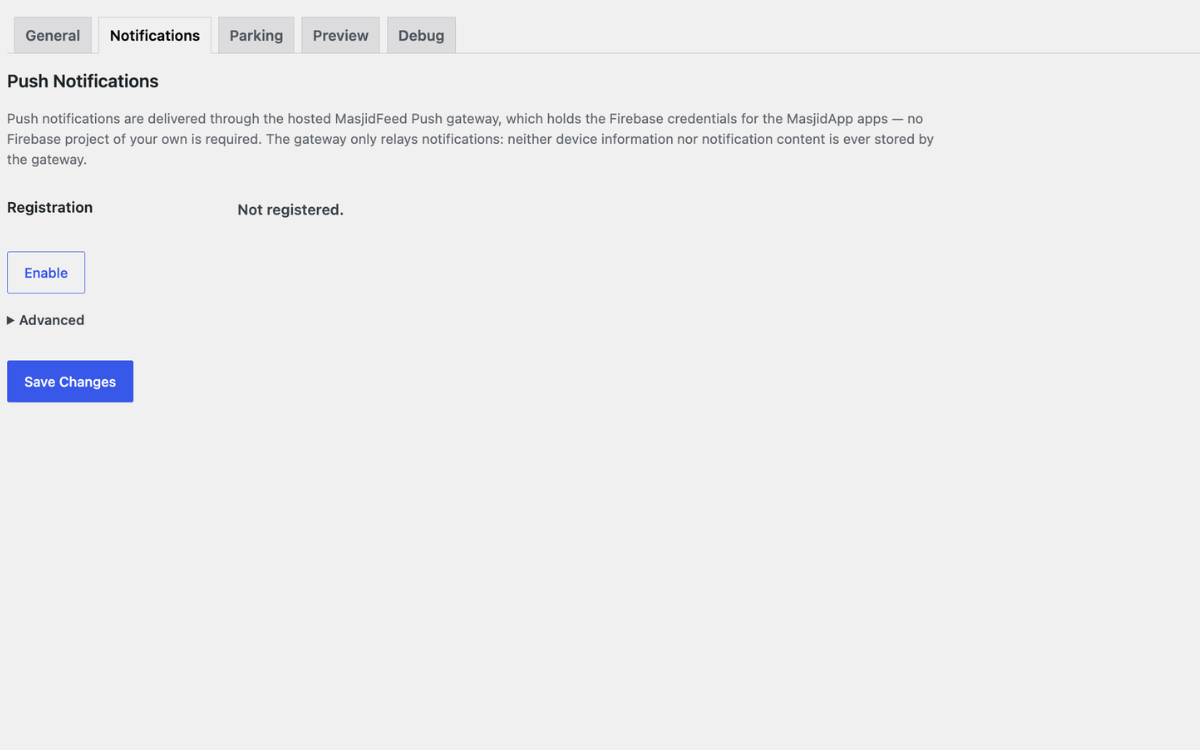 General Notifications Parking Preview Debug
Push Notifications
Push notifications are delivered through the hosted MasjidFeed Push gateway, which holds the Firebase credentials for the MasjidApp apps — no
Firebase project of your own is required. The gateway only relays notifications: neither device information nor notification content is ever stored by
the gateway.
Registration Not registered.
Enable
Advanced
Save Changes